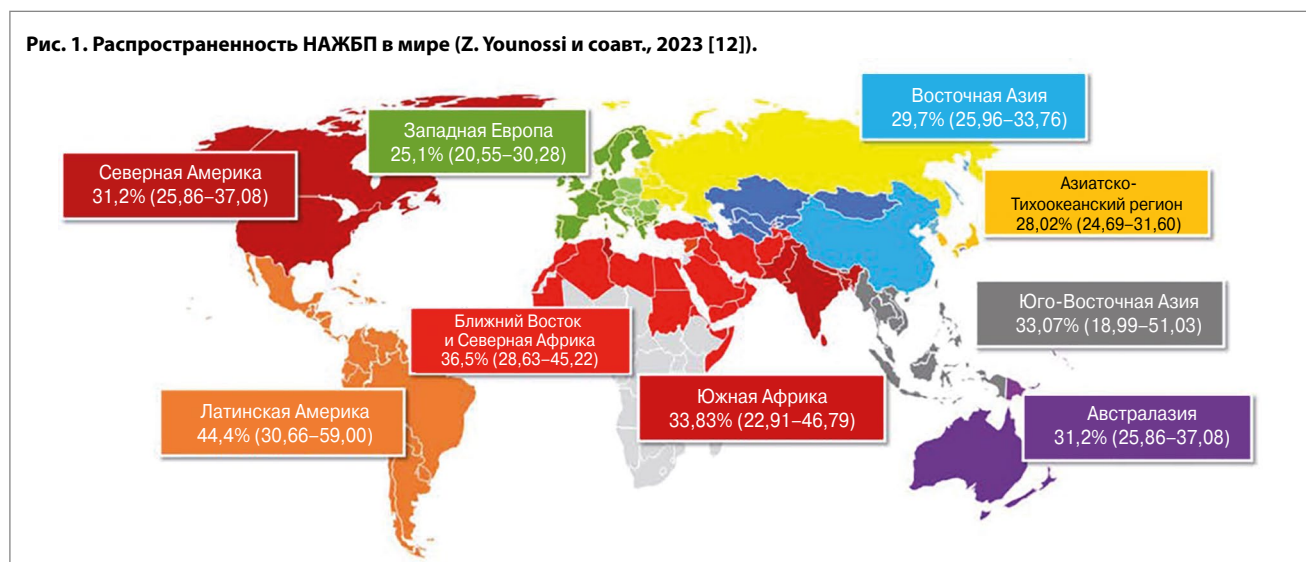 Рис. 1. Распространенность НАЖБП в мире (Z. Younossi и соавт., 2023 [12]).
Восточная Азия
29,7% (25,96–33,76)
Западная Европа
25,1% (20,55–30,28)
Северная Америка
31,2% (25,86–37,08)
Азиатско-
Тихоокеанский регион
28,02% (24,69–31,60)
Юго-Восточная Азия
33,07% (18,99–51,03)
Ближний Восток
и Северная Африка
36,5% (28,63–45,22)
Южная Африка
33,83% (22,91–46,79)
Латинская Америка
44,4% (30,66–59,00)
Австралазия
31,2% (25,86–37,08)